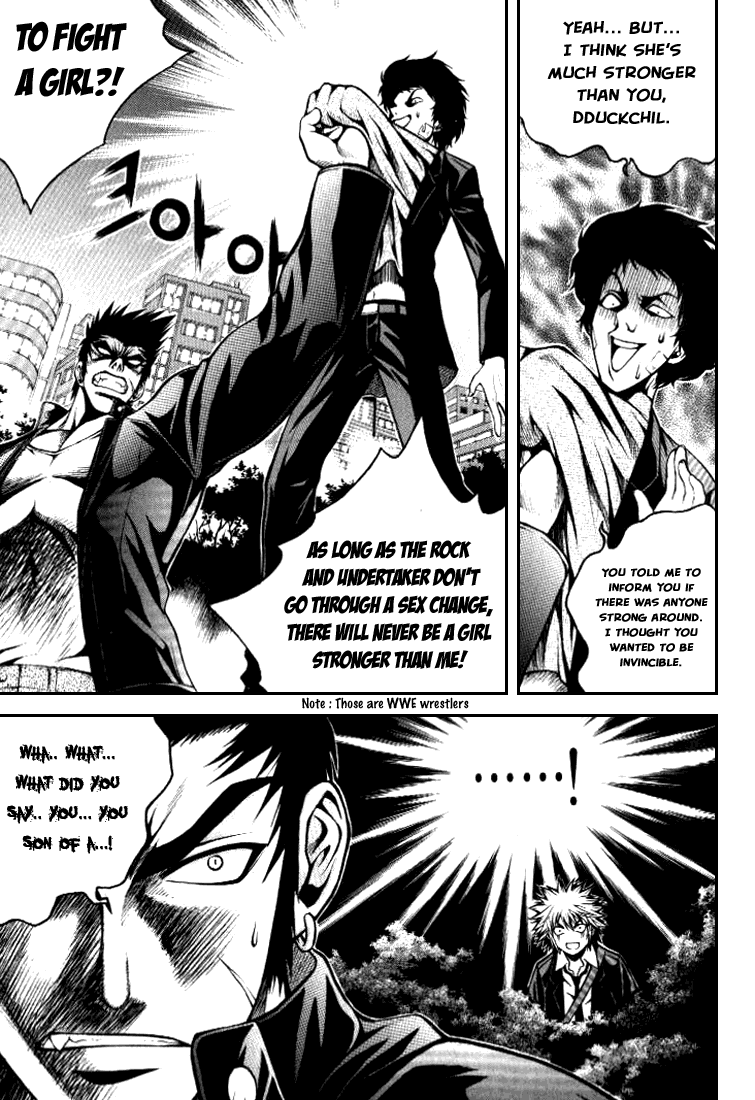 TO FIGHT
A GIRL?!
크
아
아
AS LONG AS THE ROCK
AND UNDERTAKER DON'T
GO THROUGH A SEX CHANGE,
THERE WILL NEVER BE A GIRL
STRONGER THAN ME!
YEAH... BUT...
I THINK SHE'S
MUCH STRONGER
THAN YOU,
DDUCKCHIL.
YOU TOLD ME TO
INFORM YOU IF
THERE WAS ANYONE
STRONG AROUND.
I THOUGHT YOU
WANTED TO BE
INVINCIBLE.
Note : Those are WWE wrestlers
WHA.. WHAT...
WHAT DID YOU
SAY.. YOU... YOU
SON OF A...!
......!